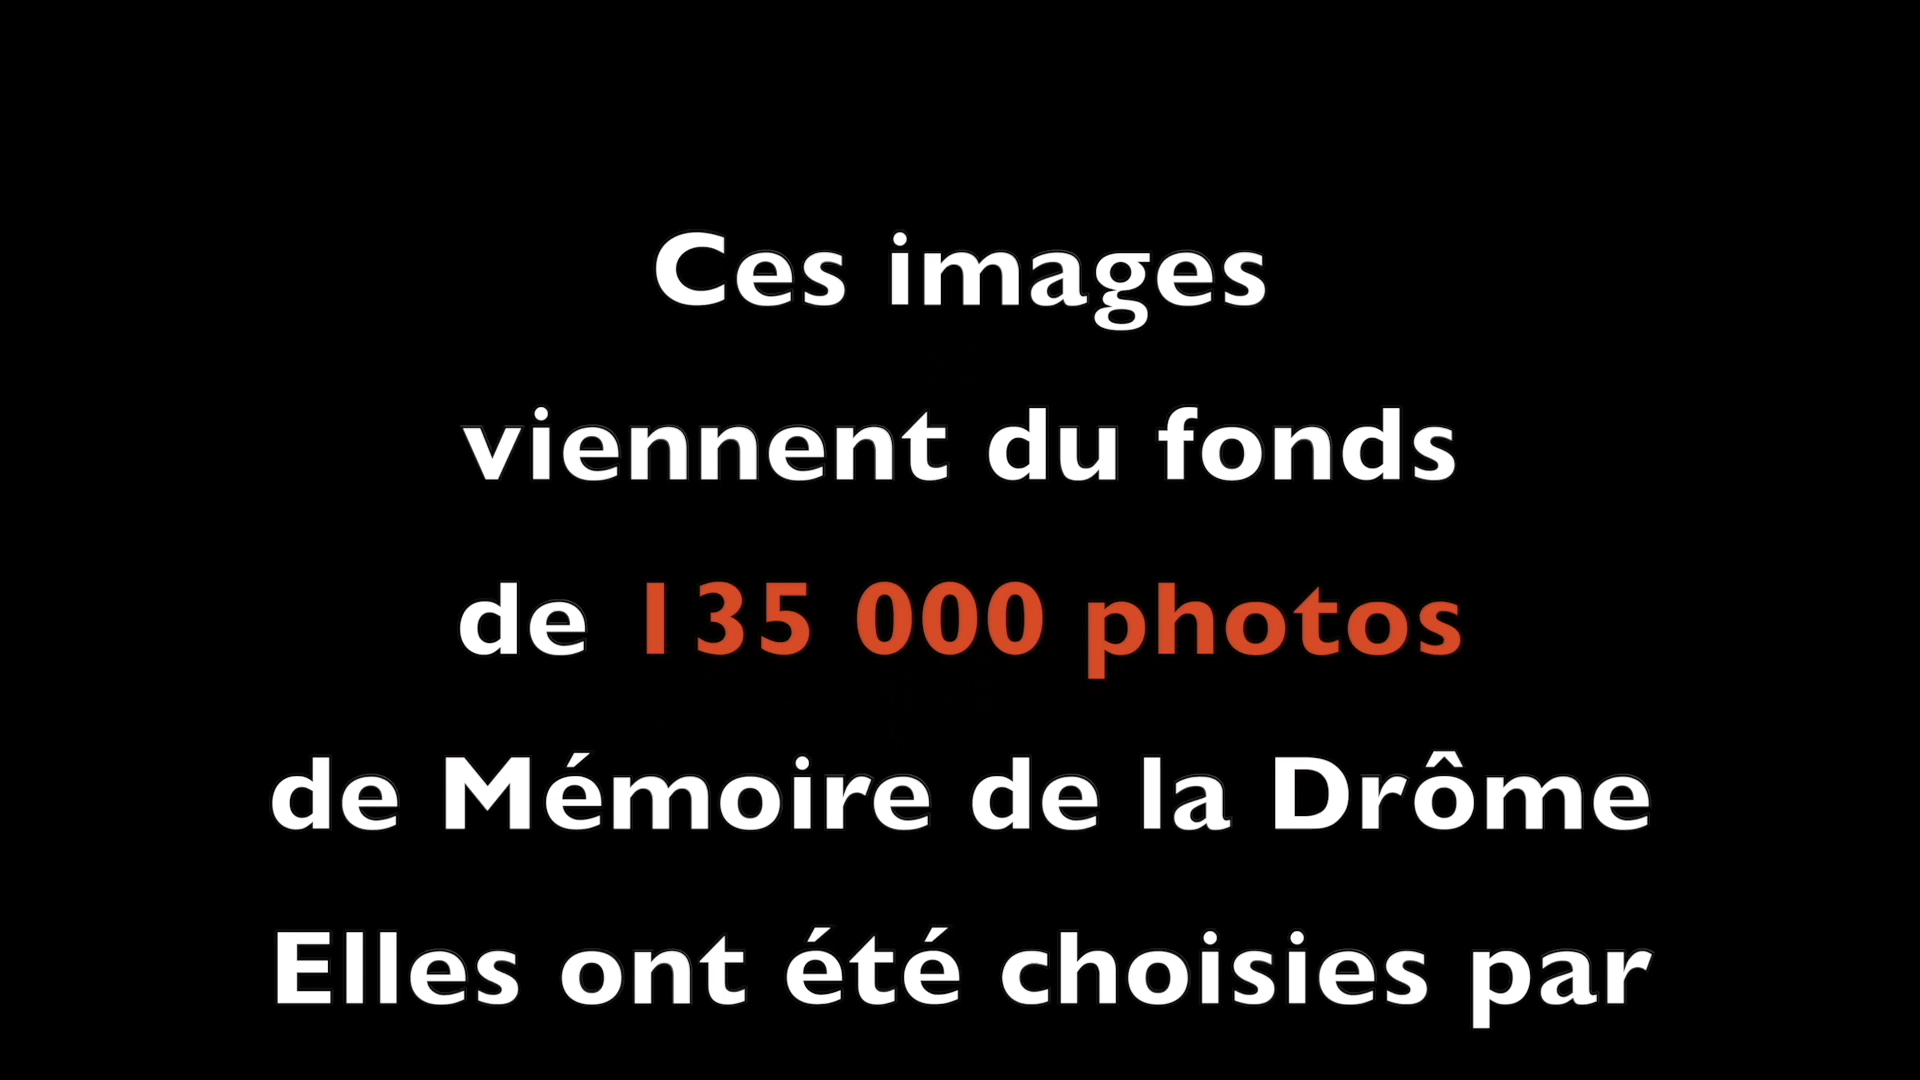 Ces images
viennent du fonds
de 135 000 photos
de Mémoire de la Drôme
Elles ont été choisies par